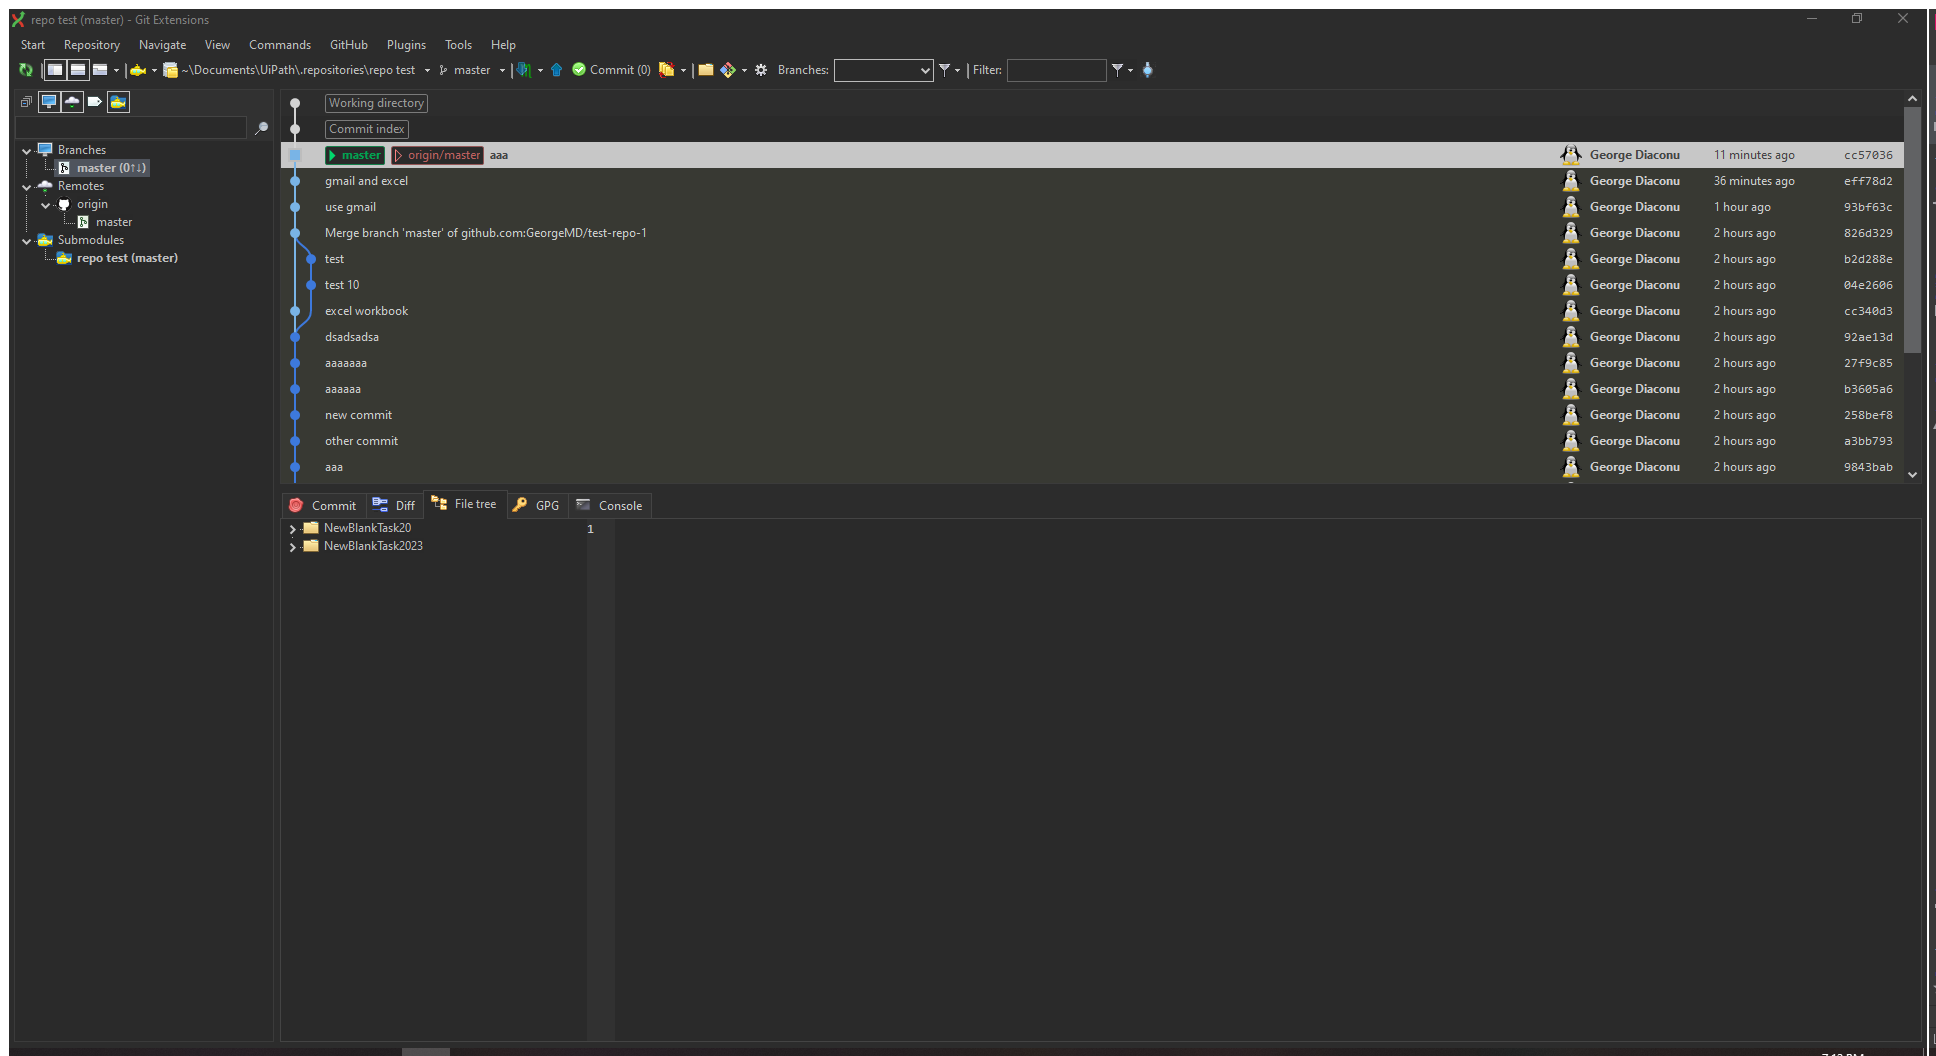 repo test (master) - Git Extensions
Start Repository Navigate View Commands GitHub Plugins Tools Help
~\Documents\UiPath\.repositories\repo test master Commit (0) Branches: Filter:
Branches
master (0↑↓)
Remotes
origin
master
Submodules
repo test (master)
Working directory
Commit index
master origin/master aaa George Diaconu 11 minutes ago cc57036
gmail and excel George Diaconu 36 minutes ago eff78d2
use gmail George Diaconu 1 hour ago 93bf63c
Merge branch 'master' of github.com:GeorgeMD/test-repo-1 George Diaconu 2 hours ago 826d329
test George Diaconu 2 hours ago b2d288e
test 10 George Diaconu 2 hours ago 04e2606
excel workbook George Diaconu 2 hours ago cc340d3
dsadsadsa George Diaconu 2 hours ago 92ae13d
aaaaaaa George Diaconu 2 hours ago 27f9c85
aaaaaa George Diaconu 2 hours ago b3605a6
new commit George Diaconu 2 hours ago 258bef8
other commit George Diaconu 2 hours ago a3bb793
aaa George Diaconu 2 hours ago 9843bab
Commit Diff File tree GPG Console
NewBlankTask20
NewBlankTask2023
1